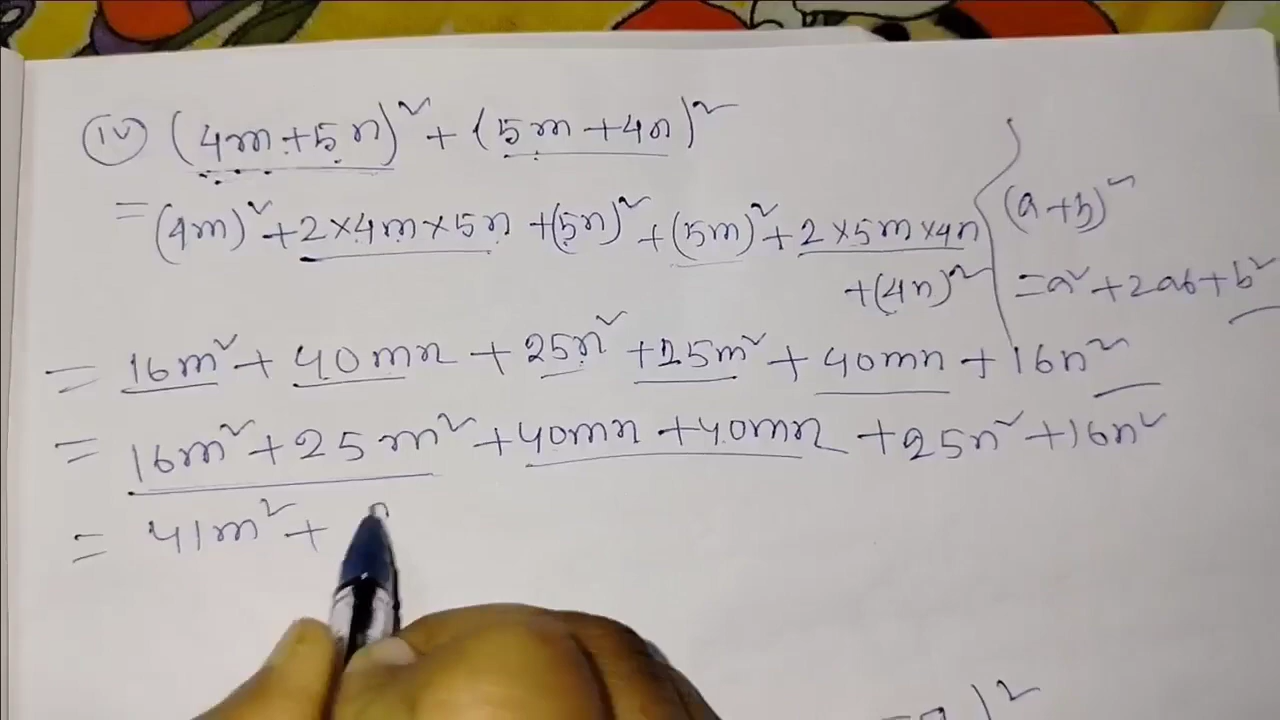 (iv) (4m+5n)² + (5m+4n)²
= (4m)² + 2×4m×5n + (5n)² + (5m)² + 2×5m×4n
+ (4n)²
(a+b)²
= a² + 2ab + b²
= 16m² + 40mn + 25n² + 25m² + 40mn + 16n²
= 16m² + 25m² + 40mn + 40mn + 25n² + 16n²
= 41m² +
)²